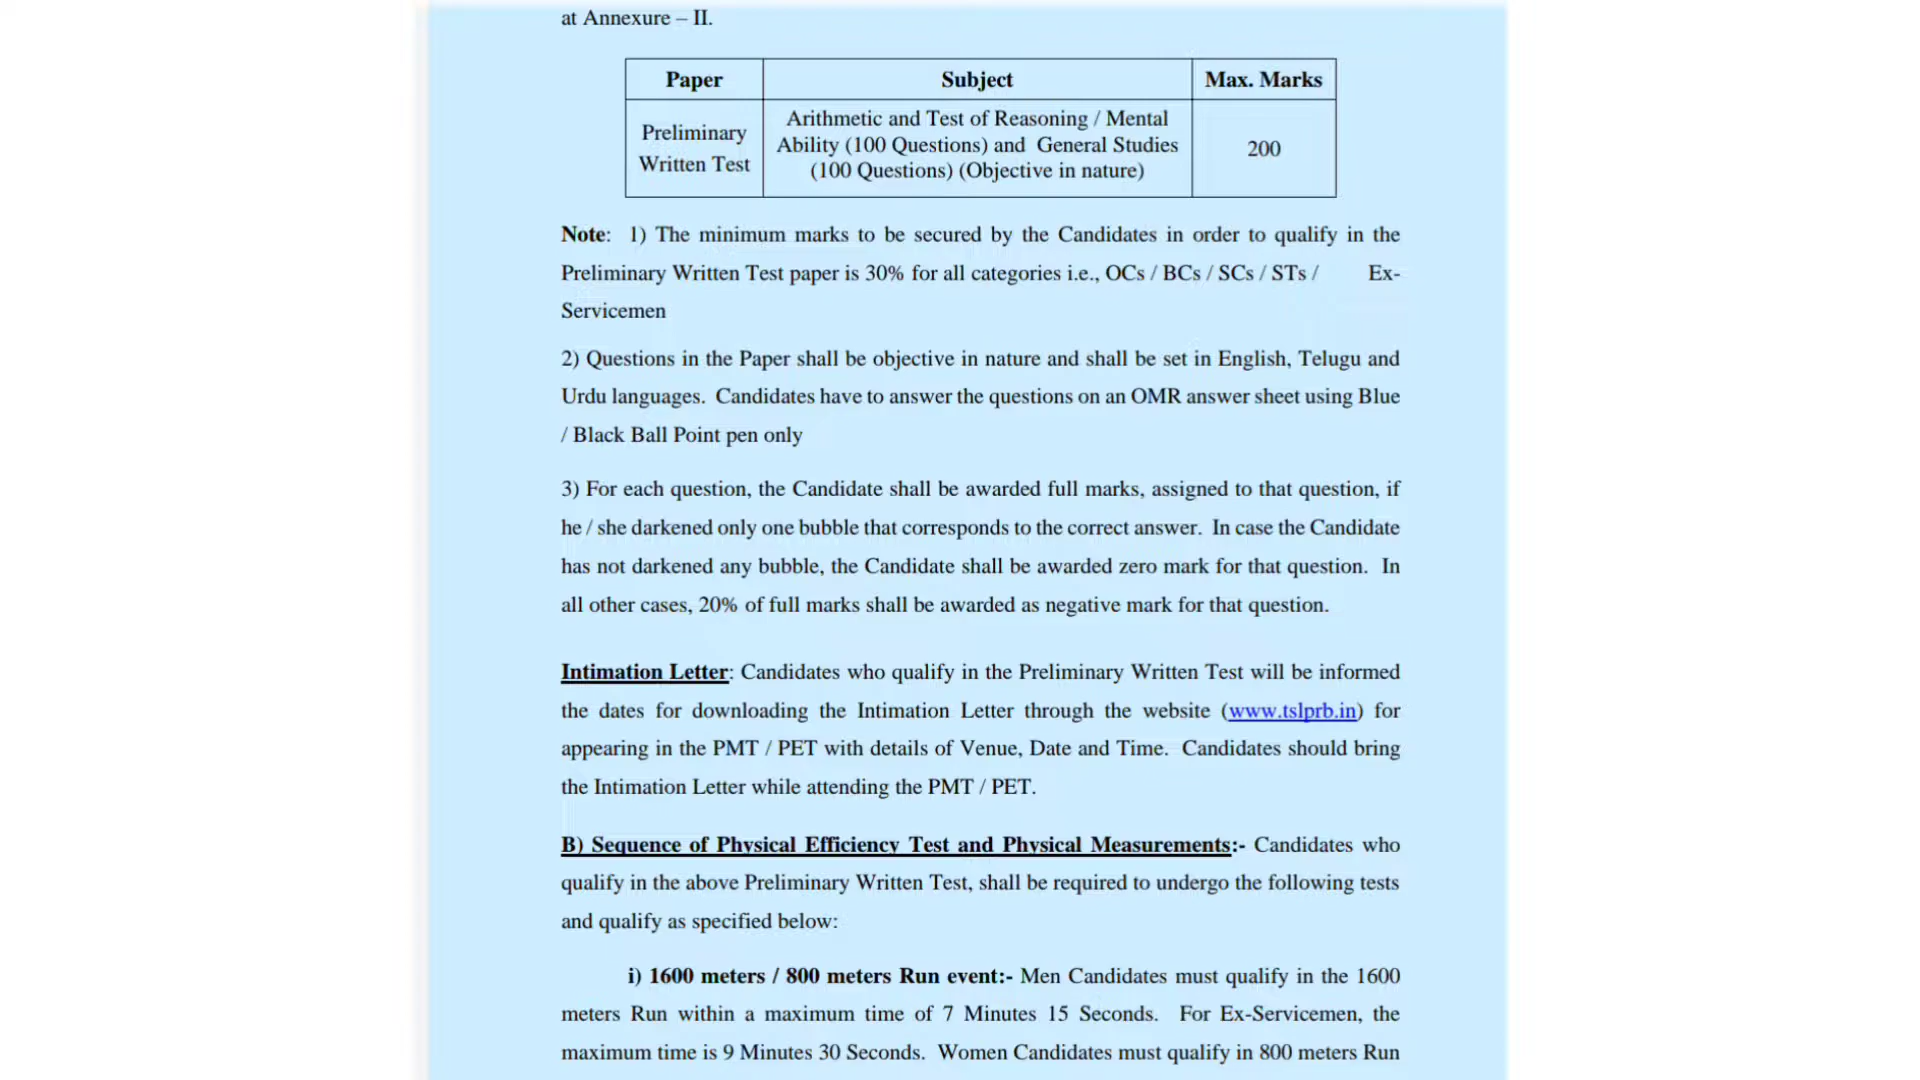 at Annexure – II.
Paper Subject Max. Marks
Preliminary Written Test
Arithmetic and Test of Reasoning / Mental
Ability (100 Questions) and General Studies
(100 Questions) (Objective in nature)
200
Note: 1) The minimum marks to be secured by the Candidates in order to qualify in the
Preliminary Written Test paper is 30% for all categories i.e., OCs / BCs / SCs / STs / Ex-
Servicemen
2) Questions in the Paper shall be objective in nature and shall be set in English, Telugu and
Urdu languages. Candidates have to answer the questions on an OMR answer sheet using Blue
/ Black Ball Point pen only
3) For each question, the Candidate shall be awarded full marks, assigned to that question, if
he / she darkened only one bubble that corresponds to the correct answer. In case the Candidate
has not darkened any bubble, the Candidate shall be awarded zero mark for that question. In
all other cases, 20% of full marks shall be awarded as negative mark for that question.
Intimation Letter: Candidates who qualify in the Preliminary Written Test will be informed
the dates for downloading the Intimation Letter through the website (www.tslprb.in) for
appearing in the PMT / PET with details of Venue, Date and Time. Candidates should bring
the Intimation Letter while attending the PMT / PET.
B) Sequence of Physical Efficiency Test and Physical Measurements:- Candidates who
qualify in the above Preliminary Written Test, shall be required to undergo the following tests
and qualify as specified below:
i) 1600 meters / 800 meters Run event:- Men Candidates must qualify in the 1600
meters Run within a maximum time of 7 Minutes 15 Seconds. For Ex-Servicemen, the
maximum time is 9 Minutes 30 Seconds. Women Candidates must qualify in 800 meters Run